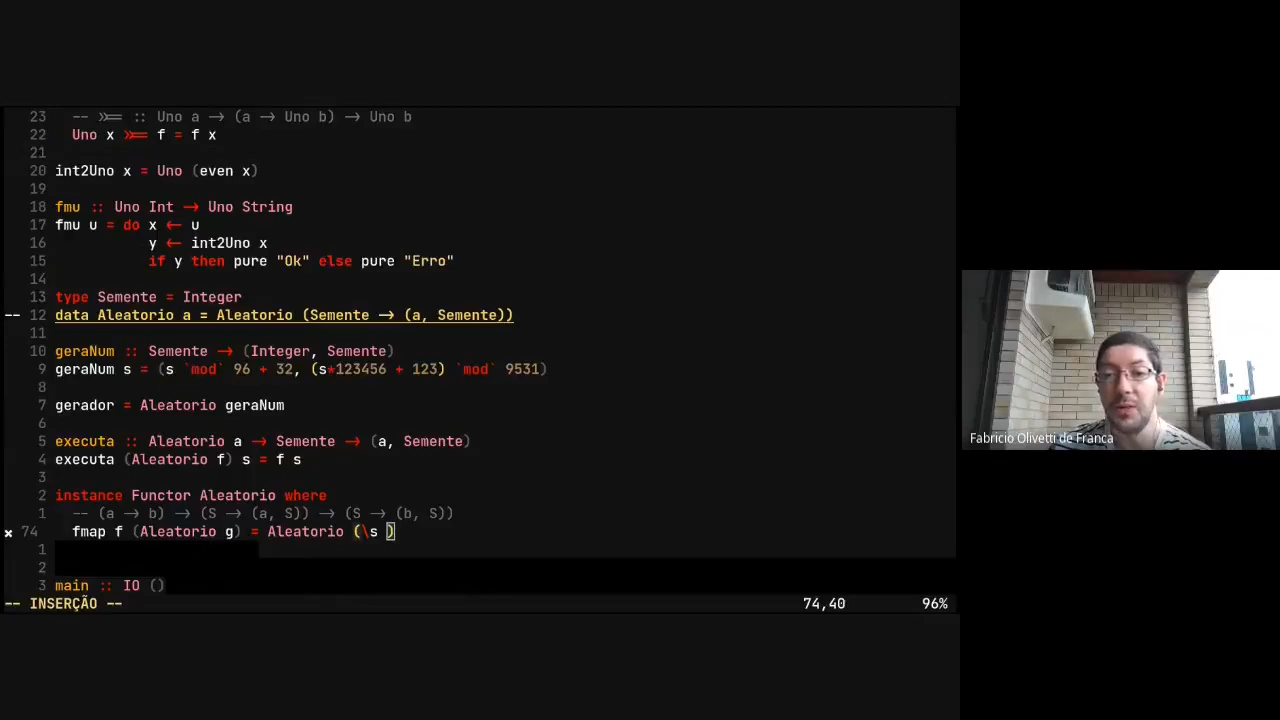 23 -- >>= :: Uno a -> (a -> Uno b) -> Uno b
22 Uno x >>= f = f x
21
20 int2Uno x = Uno (even x)
19
18 fmu :: Uno Int -> Uno String
17 fmu u = do x <- u
16 y <- int2Uno x
15 if y then pure "Ok" else pure "Erro"
14
13 type Semente = Integer
-- 12 data Aleatorio a = Aleatorio (Semente -> (a, Semente))
11
10 geraNum :: Semente -> (Integer, Semente)
9 geraNum s = (s `mod` 96 + 32, (s*123456 + 123) `mod` 9531)
8
7 gerador = Aleatorio geraNum
6
5 executa :: Aleatorio a -> Semente -> (a, Semente)
4 executa (Aleatorio f) s = f s
3
2 instance Functor Aleatorio where
1 -- (a -> b) -> (S -> (a, S)) -> (S -> (b, S))
✖ 74 fmap f (Aleatorio g) = Aleatorio (\s )
1
2
3 main :: IO ()
-- INSERÇÃO -- 74,40 96%
Fabricio Olivetti de Franca